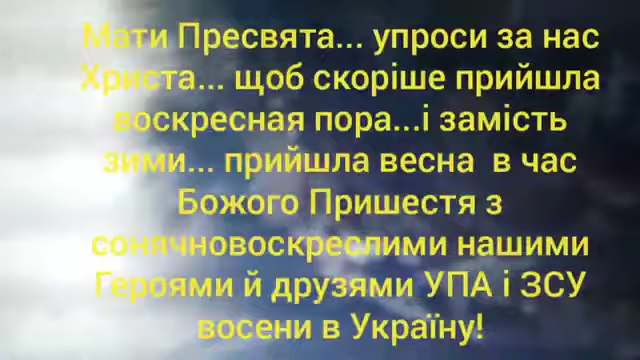 Мати Пресвята... упроси за нас
Христа... щоб скоріше прийшла
воскресная пора...і замість
зими... прийшла весна в час
Божого Пришестя з
сонячновоскреслими нашими
Героями й друзями УПА і ЗСУ
восени в Україну!